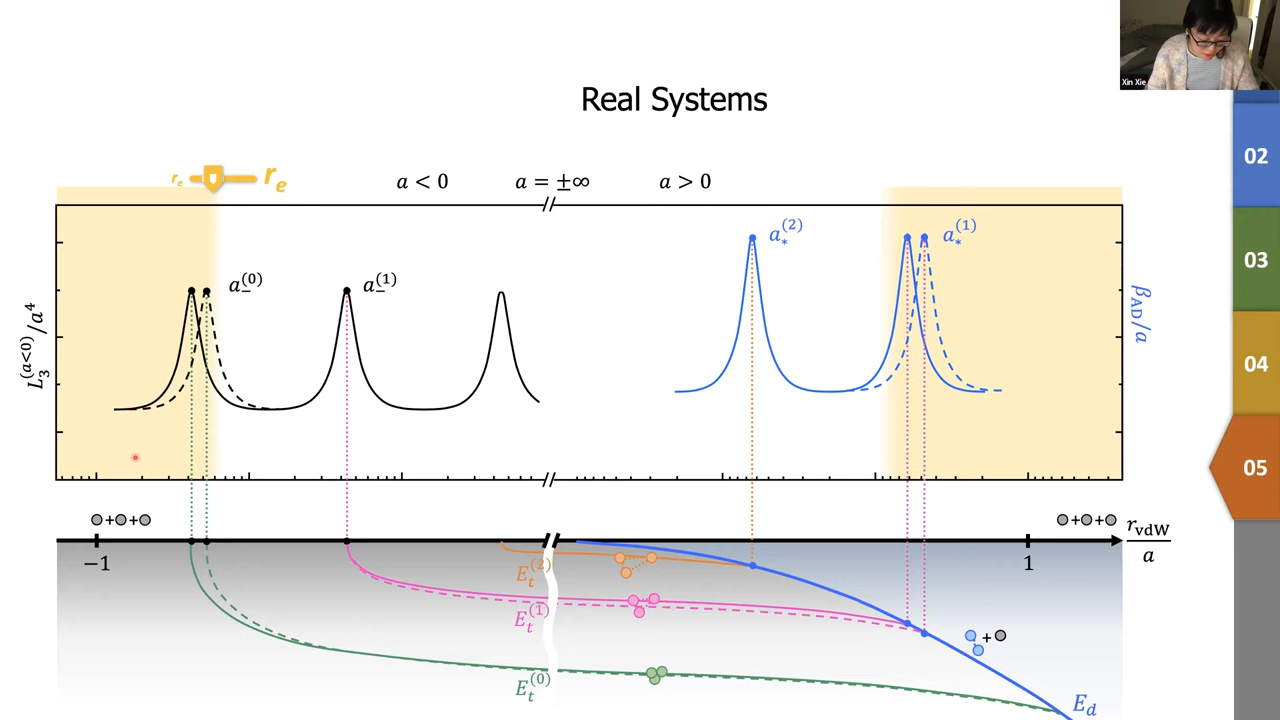 Xin Xie
Real Systems
02
03
04
05
r_e
r_e
a < 0
a = ±∞
a > 0
a_*^(2)
a_*^(1)
a_-^(0)
a_-^(1)
L_3^(a<0)/a^4
β_AD/a
+ +
+ +
r_vdW
a
−1
1
E_t^(2)
E_t^(1)
+
E_t^(0)
E_d